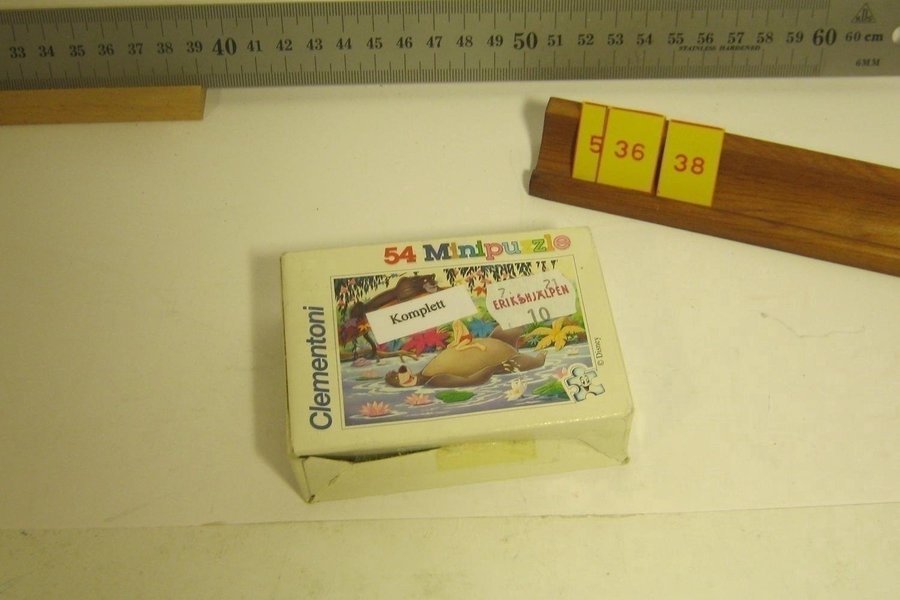 33 34 35 36 37 38 39 40 41 42 43 44 45 46 47 48 49 50 51 52 53 54 55 56 57 58 59 60 60 cm
STAINLESS HARDENED
6MM
5 36 38
54 Minipuzzle
Clementoni
Komplett
ERIKSHJÄLPEN
10
© Disney